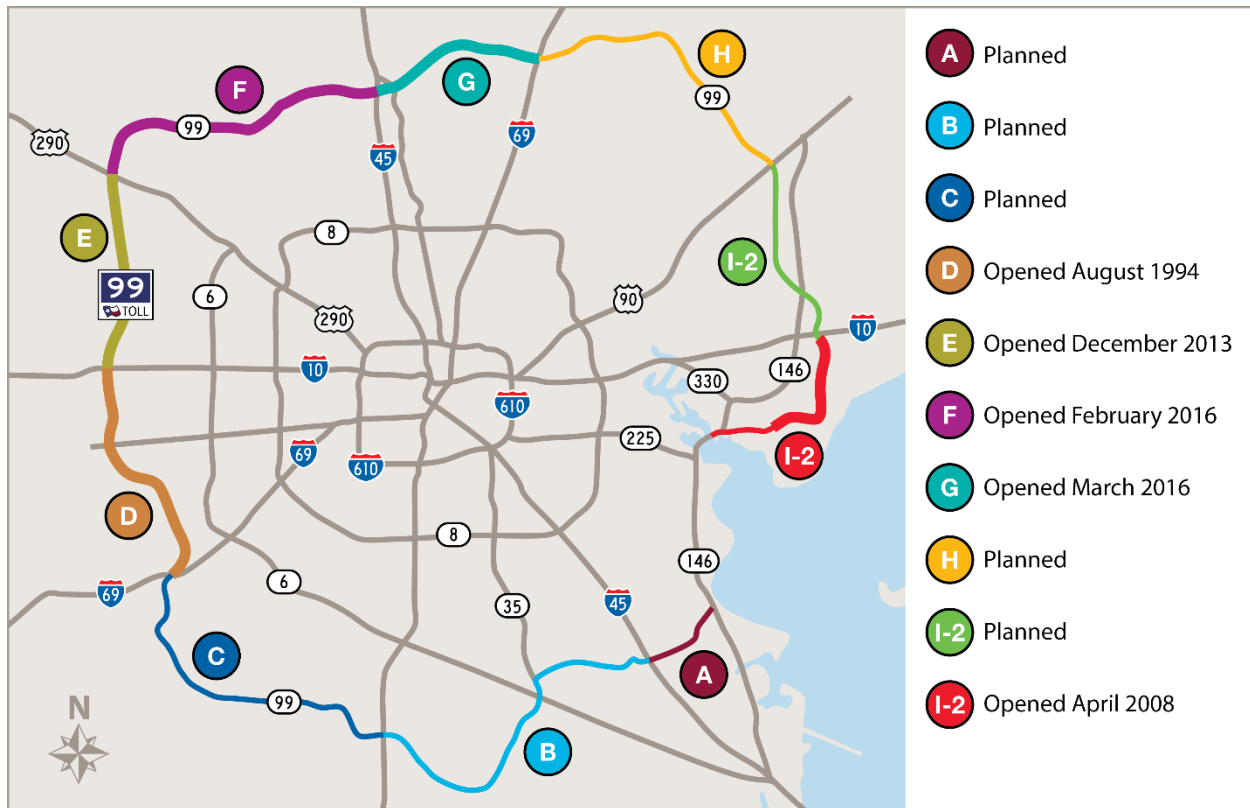 H
G
F
99
99
290
69
45
E
8
I-2
99
TOLL
6
90
290
10
10
146
330
610
225
69
610
I-2
D
8
146
6
35
45
69
C
A
99
N
B
A Planned
B Planned
C Planned
D Opened August 1994
E Opened December 2013
F Opened February 2016
G Opened March 2016
H Planned
I-2 Planned
I-2 Opened April 2008